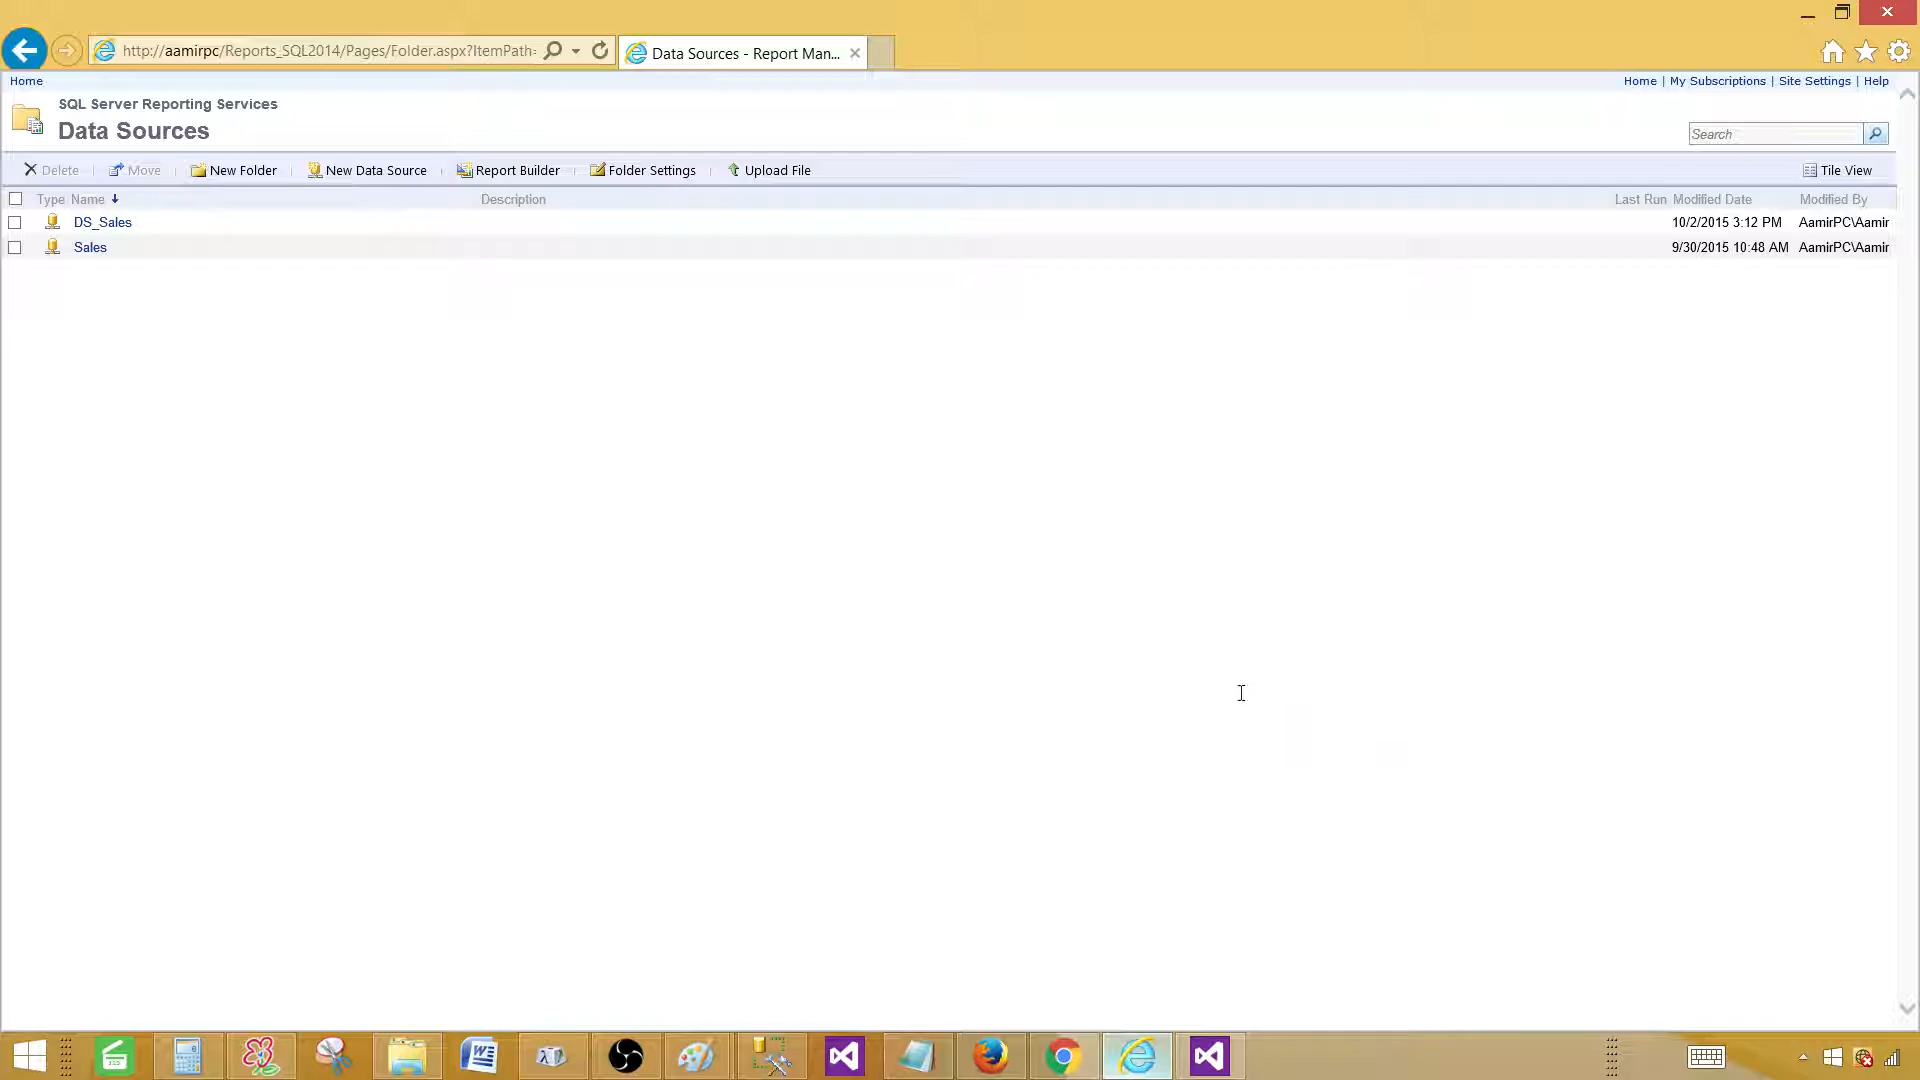 http://aamirpc/Reports_SQL2014/Pages/Folder.aspx?ItemPath=
Data Sources - Report Man...
Home
Home | My Subscriptions | Site Settings | Help
SQL Server Reporting Services
Data Sources
Search
Delete Move New Folder New Data Source Report Builder Folder Settings Upload File Tile View
Type Name Description Last Run Modified Date Modified By
DS_Sales 10/2/2015 3:12 PM AamirPC\Aamir
Sales 9/30/2015 10:48 AM AamirPC\Aamir